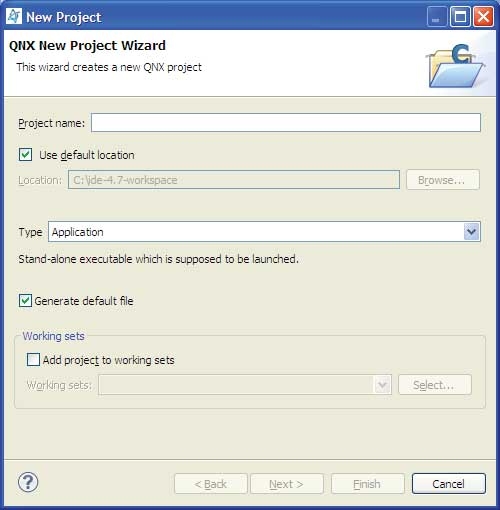 New Project
QNX New Project Wizard
This wizard creates a new QNX project
C
Project name:
Use default location
Location: C:\ide-4.7-workspace Browse...
Type Application
Stand-alone executable which is supposed to be launched.
Generate default file
Working sets
Add project to working sets
Working sets: Select...
? < Back Next > Finish Cancel